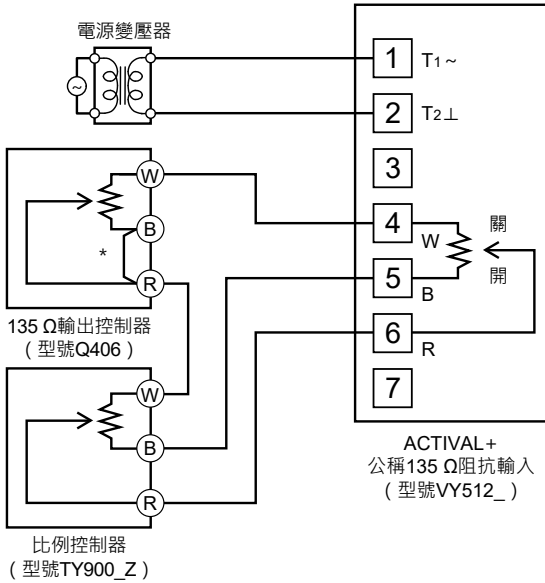 電源變壓器
~
1 T1~
2 T2⊥
3
4
W
關
開
5
B
6
R
7
W
B
*
R
135 Ω輸出控制器
(型號Q406)
W
B
R
比例控制器
(型號TY900_Z)
ACTIVAL+
公稱135 Ω阻抗輸入
(型號VY512_)